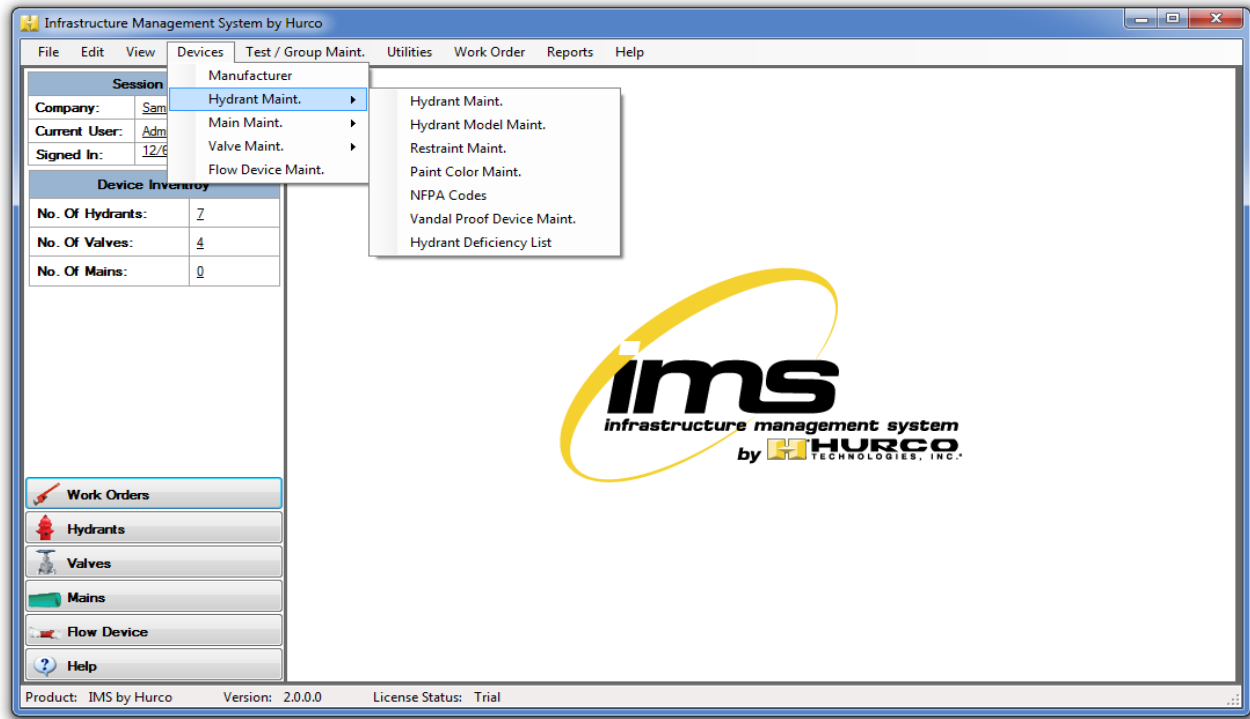 Infrastructure Management System by Hurco
File Edit View Devices Test / Group Maint. Utilities Work Order Reports Help
Manufacturer
Hydrant Maint.
Main Maint.
Valve Maint.
Flow Device Maint.
Hydrant Maint.
Hydrant Model Maint.
Restraint Maint.
Paint Color Maint.
NFPA Codes
Vandal Proof Device Maint.
Hydrant Deficiency List
Session
Company: Sam
Current User: Adm
Signed In: 12/6
Device Inventroy
No. Of Hydrants: 7
No. Of Valves: 4
No. Of Mains: 0
ims
infrastructure management system
by HURCO
TECHNOLOGIES, INC.
Work Orders
Hydrants
Valves
Mains
Flow Device
Help
Product: IMS by Hurco Version: 2.0.0.0 License Status: Trial